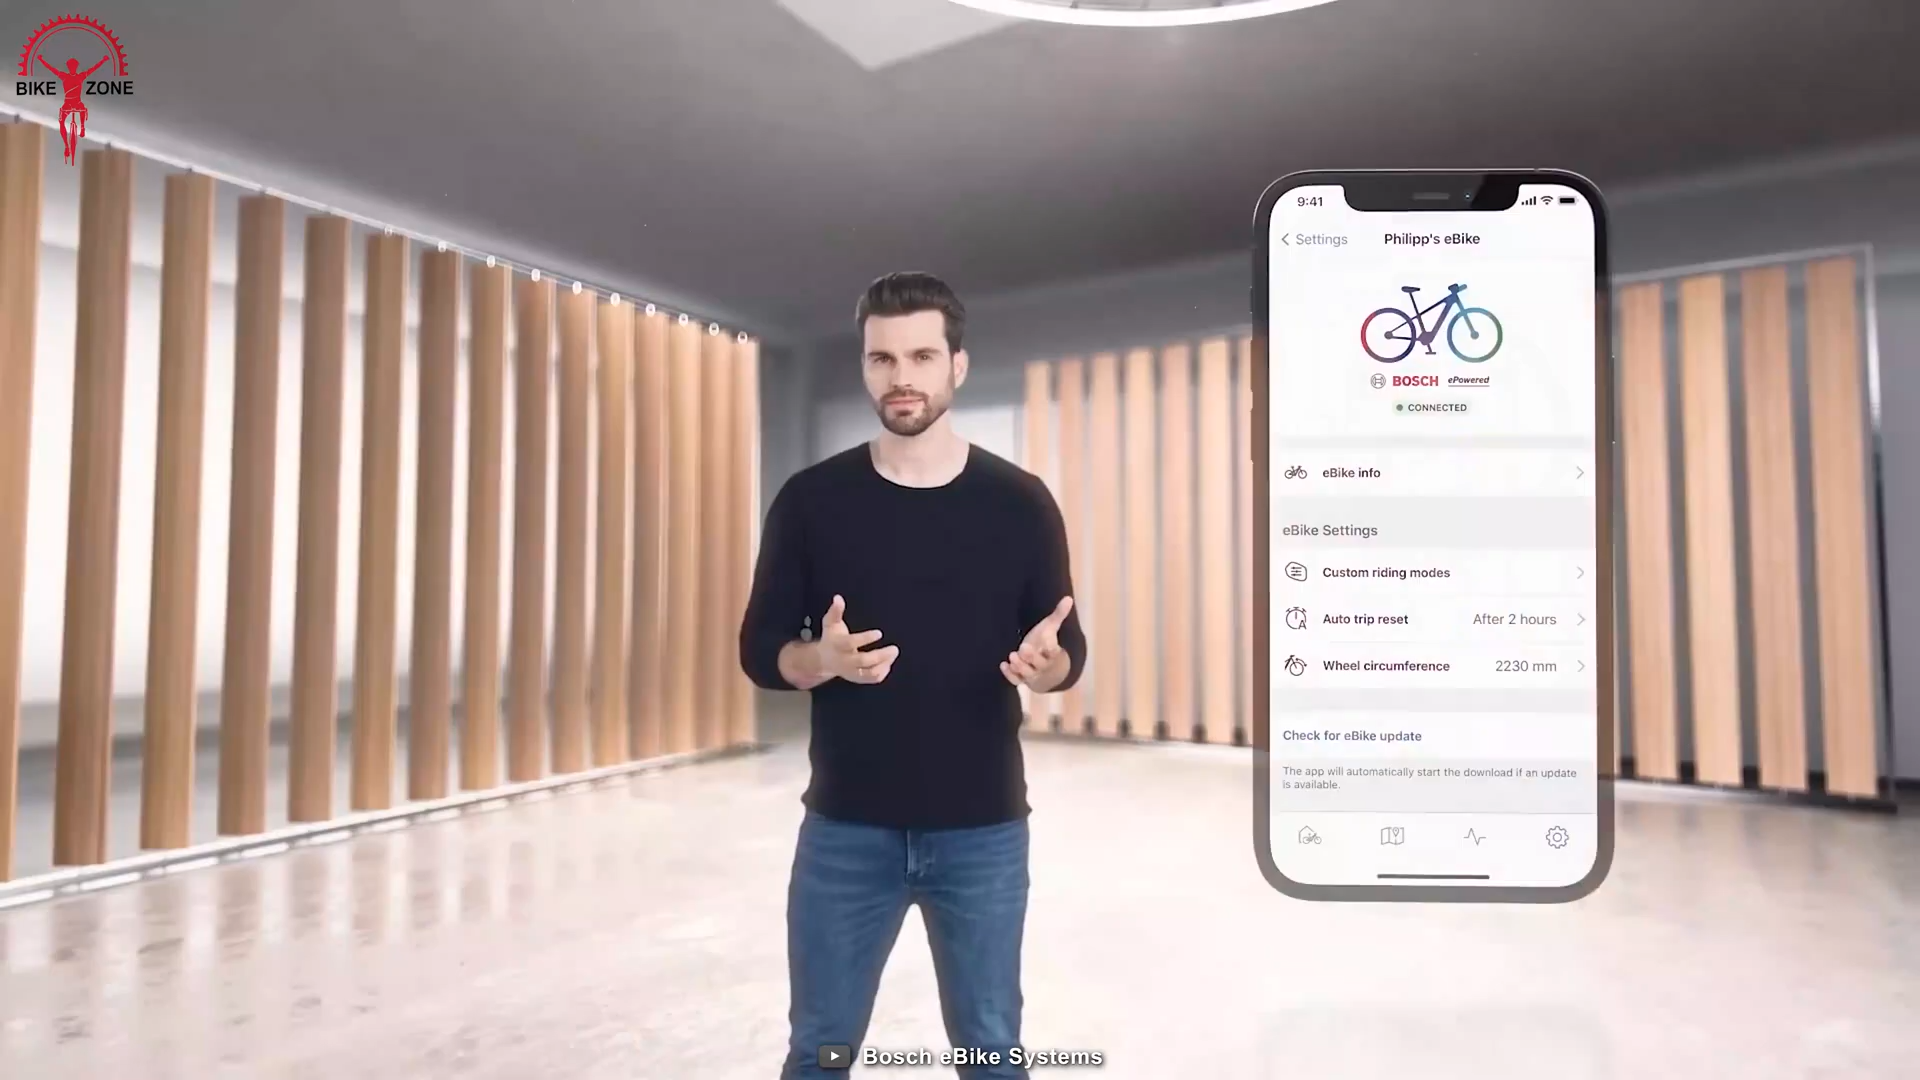 BIKE ZONE
9:41
Settings
Philipp's eBike
BOSCH ePowered
CONNECTED
eBike info
eBike Settings
Custom riding modes
Auto trip reset After 2 hours
Wheel circumference 2230 mm
Check for eBike update
The app will automatically start the download if an update
is available.
Bosch eBike Systems